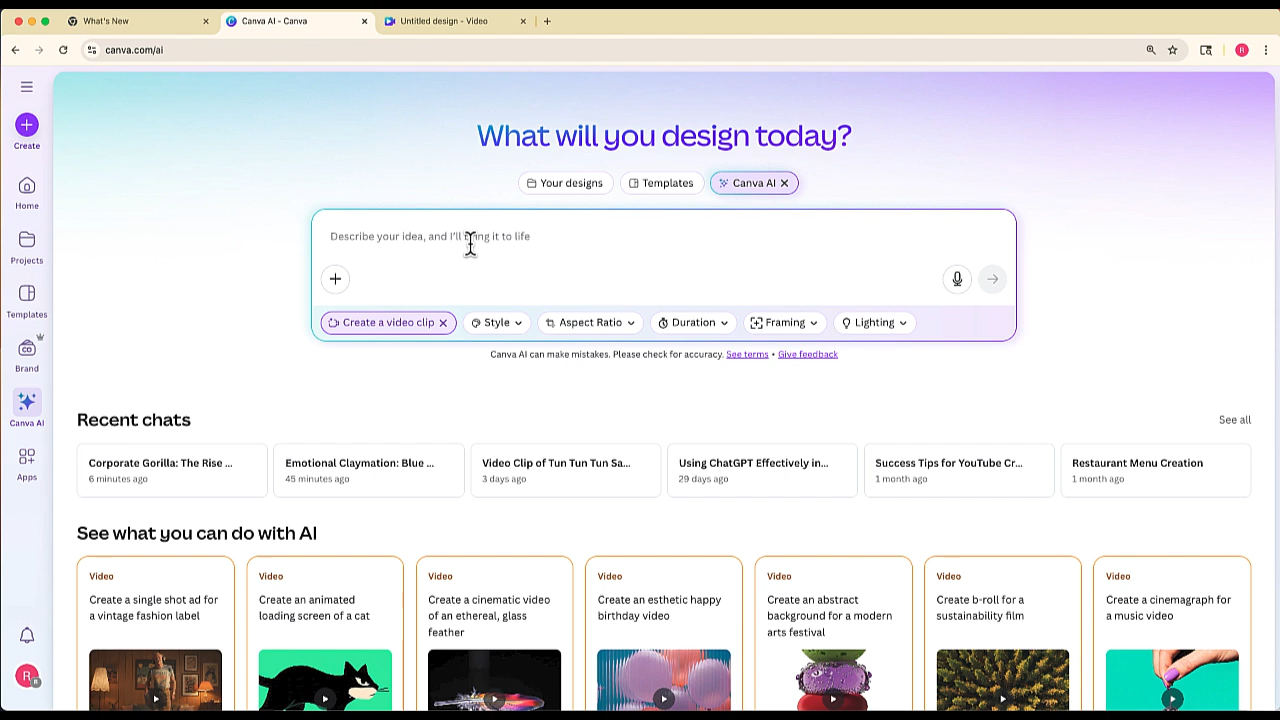 What's New
Canva AI - Canva
Untitled design - Video
canva.com/ai
R
Create
Home
Projects
Templates
Brand
Canva AI
Apps
R
What will you design today?
Your designs
Templates
Canva AI
Describe your idea, and I'll bring it to life
Create a video clip
Style
Aspect Ratio
Duration
Framing
Lighting
Canva AI can make mistakes. Please check for accuracy. See terms • Give feedback
Recent chats
See all
Corporate Gorilla: The Rise ...
6 minutes ago
Emotional Claymation: Blue ...
45 minutes ago
Video Clip of Tun Tun Tun Sa...
3 days ago
Using ChatGPT Effectively in...
29 days ago
Success Tips for YouTube Cr...
1 month ago
Restaurant Menu Creation
1 month ago
See what you can do with AI
Video
Create a single shot ad for
a vintage fashion label
Video
Create an animated
loading screen of a cat
Video
Create a cinematic video
of an ethereal, glass
feather
Video
Create an esthetic happy
birthday video
Video
Create an abstract
background for a modern
arts festival
Video
Create b-roll for a
sustainability film
Video
Create a cinemagraph for
a music video